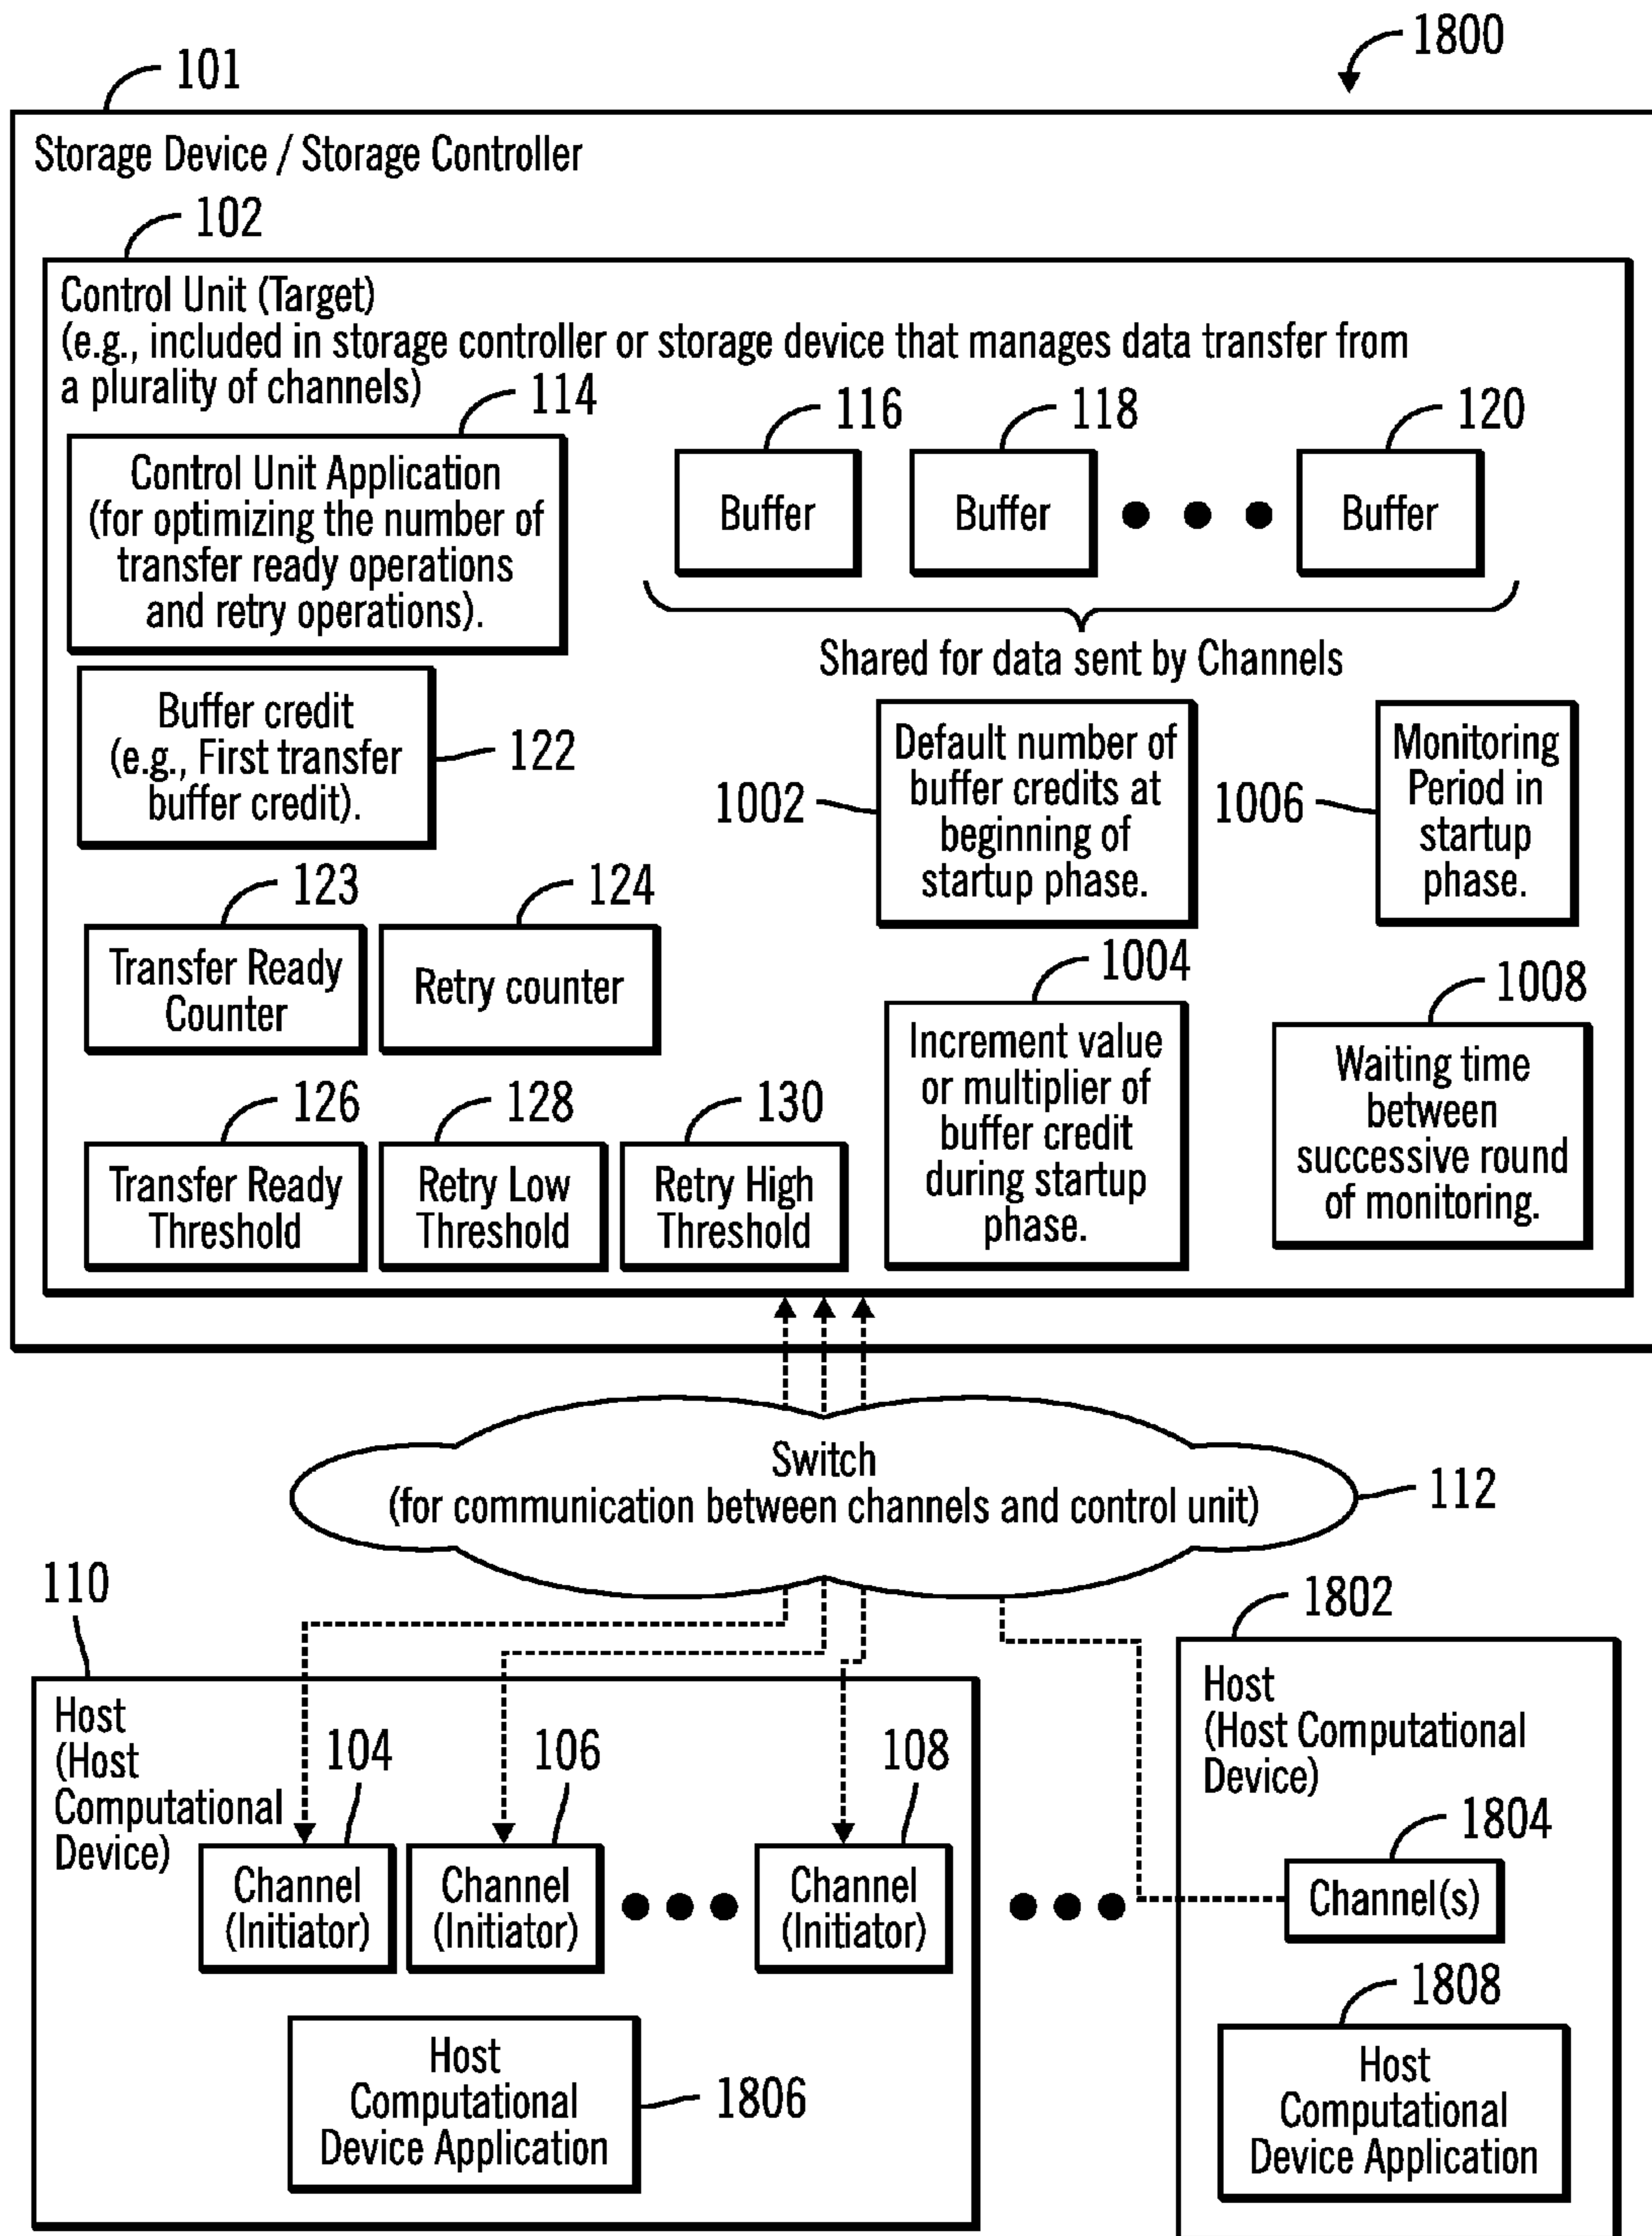 1800
101
Storage Device / Storage Controller
102
Control Unit (Target)
(e.g., included in storage controller or storage device that manages data transfer from
a plurality of channels)
114
Control Unit Application
(for optimizing the number of
transfer ready operations
and retry operations).
116
Buffer
118
Buffer
120
Buffer
Shared for data sent by Channels
Buffer credit
(e.g., First transfer
buffer credit).
122
1002
Default number of
buffer credits at
beginning of
startup phase.
1006
Monitoring
Period in
startup
phase.
123
Transfer Ready
Counter
124
Retry counter
1004
Increment value
or multiplier of
buffer credit
during startup
phase.
1008
Waiting time
between
successive round
of monitoring.
126
Transfer Ready
Threshold
128
Retry Low
Threshold
130
Retry High
Threshold
Switch
(for communication between channels and control unit)
112
110
Host
(Host
Computational
Device)
104
Channel
(Initiator)
106
Channel
(Initiator)
108
Channel
(Initiator)
Host
Computational
Device Application
1806
1802
Host
(Host Computational
Device)
1804
Channel(s)
1808
Host
Computational
Device Application